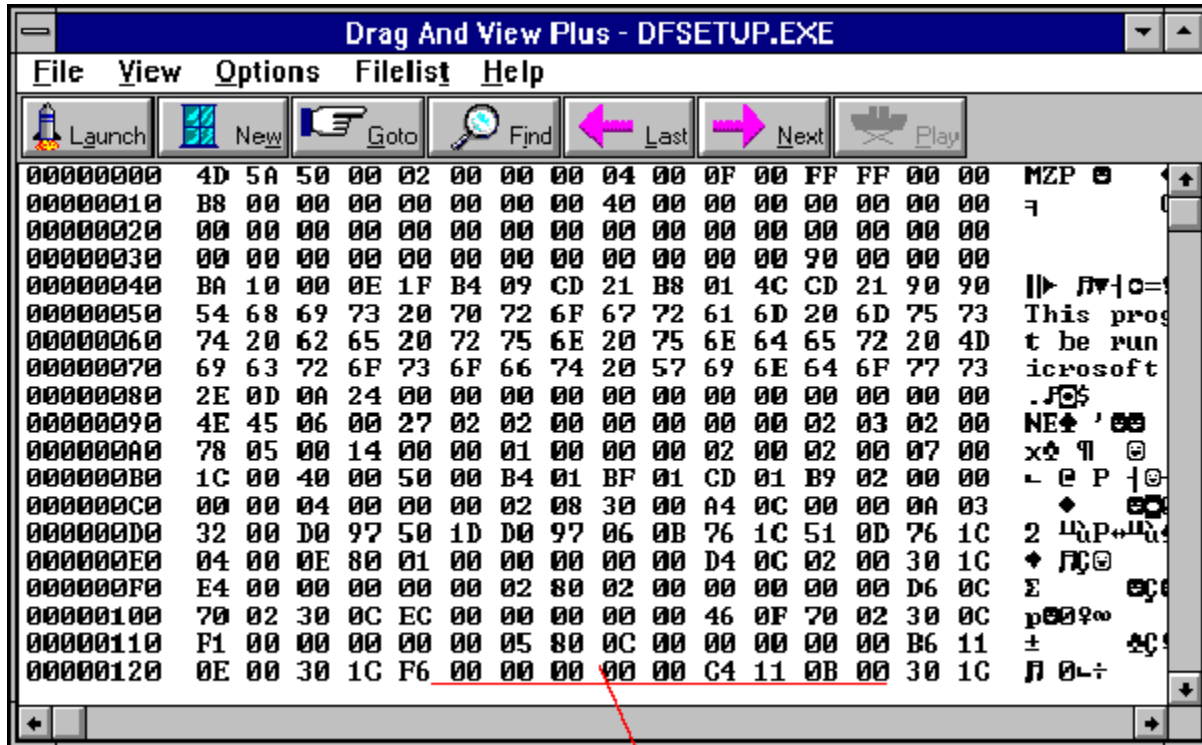 Drag And View Plus - DFSETUP.EXE
File View Options Filelist Help
Launch New Goto Find Last Next Play
00000000 4D 5A 50 00 02 00 00 00 04 00 0F 00 FF FF 00 00 MZP ☻
00000010 B8 00 00 00 00 00 00 00 40 00 00 00 00 00 00 00 ╕
00000020 00 00 00 00 00 00 00 00 00 00 00 00 00 00 00 00
00000030 00 00 00 00 00 00 00 00 00 00 00 00 90 00 00 00
00000040 BA 10 00 0E 1F B4 09 CD 21 B8 01 4C CD 21 90 90 ║► ♫▼┤○=!
00000050 54 68 69 73 20 70 72 6F 67 72 61 6D 20 6D 75 73 This prog
00000060 74 20 62 65 20 72 75 6E 20 75 6E 64 65 72 20 4D t be run
00000070 69 63 72 6F 73 6F 66 74 20 57 69 6E 64 6F 77 73 icrosoft
00000080 2E 0D 0A 24 00 00 00 00 00 00 00 00 00 00 00 00 .♪◙$
00000090 4E 45 06 00 27 02 02 00 00 00 00 00 02 03 02 00 NE♠ '☻☻
000000A0 78 05 00 14 00 00 01 00 00 00 02 00 02 00 07 00 x♣ ¶ ☺
000000B0 1C 00 40 00 50 00 B4 01 BF 01 CD 01 B9 02 00 00 ∟ @ P ┤☺
000000C0 00 00 04 00 00 00 02 08 30 00 A4 0C 00 00 0A 03 ♦ ☻◘
000000D0 32 00 D0 97 50 1D D0 97 06 0B 76 1C 51 0D 76 1C 2 ╨ùP↔╨ù
000000E0 04 00 0E 80 01 00 00 00 00 00 D4 0C 02 00 30 1C ♦ ♫Ç☺
000000F0 E4 00 00 00 00 00 02 80 02 00 00 00 00 00 D6 0C Σ ☻Ç
00000100 70 02 30 0C EC 00 00 00 00 00 46 0F 70 02 30 0C p☻0♀∞
00000110 F1 00 00 00 00 00 05 80 0C 00 00 00 00 00 B6 11 ± ♣Ç
00000120 0E 00 30 1C F6 00 00 00 00 00 C4 11 0B 00 30 1C ♫ 0∟÷